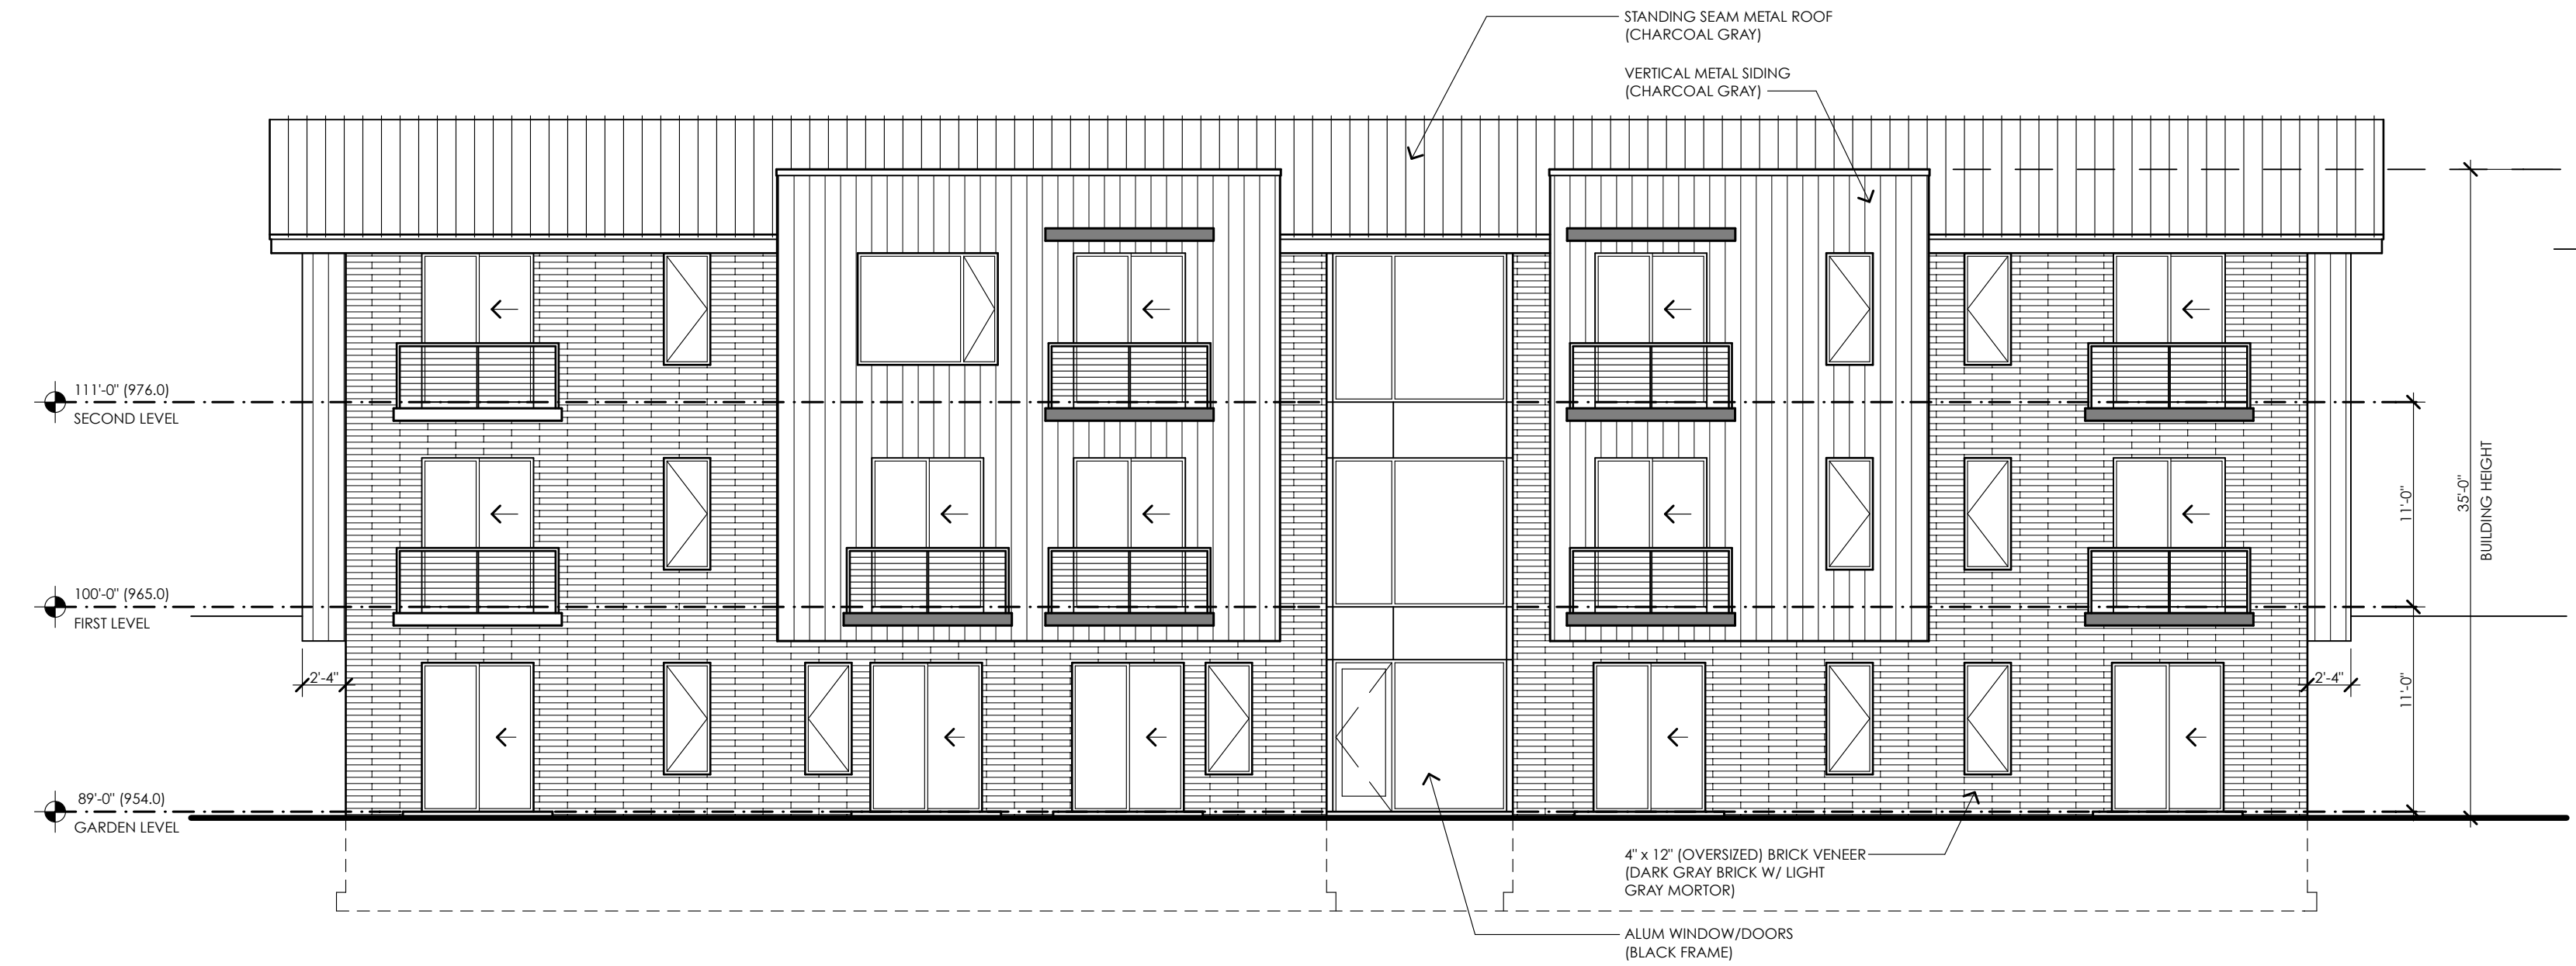 STANDING SEAM METAL ROOF
(CHARCOAL GRAY)
VERTICAL METAL SIDING
(CHARCOAL GRAY)
111'-0" (976.0)
SECOND LEVEL
100'-0" (965.0)
FIRST LEVEL
89'-0" (954.0)
GARDEN LEVEL
2'-4"
2'-4"
11'-0"
11'-0"
35'-0"
BUILDING HEIGHT
4" x 12" (OVERSIZED) BRICK VENEER
(DARK GRAY BRICK W/ LIGHT
GRAY MORTOR)
ALUM WINDOW/DOORS
(BLACK FRAME)